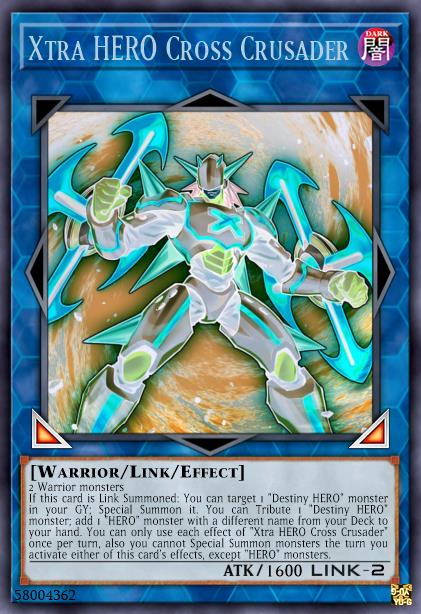 Xtra HERO Cross Crusader
DARK
闇
[Warrior/Link/Effect]
2 Warrior monsters
If this card is Link Summoned: You can target 1 "Destiny HERO" monster
in your GY; Special Summon it. You can Tribute 1 "Destiny HERO"
monster; add 1 "HERO" monster with a different name from your Deck to
your hand. You can only use each effect of "Xtra HERO Cross Crusader"
once per turn, also you cannot Special Summon monsters the turn you
activate either of this card's effects, except "HERO" monsters.
ATK/1600 LINK-2
58004362